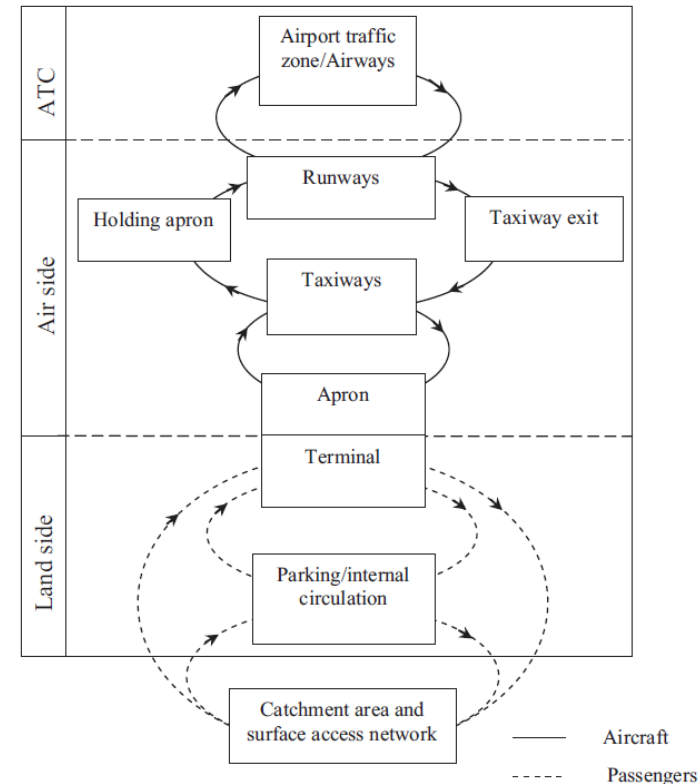 ATC
Airport traffic
zone/Airways
Air side
Runways
Holding apron
Taxiway exit
Taxiways
Apron
Land side
Terminal
Parking/internal
circulation
Catchment area and
surface access network
Aircraft
Passengers